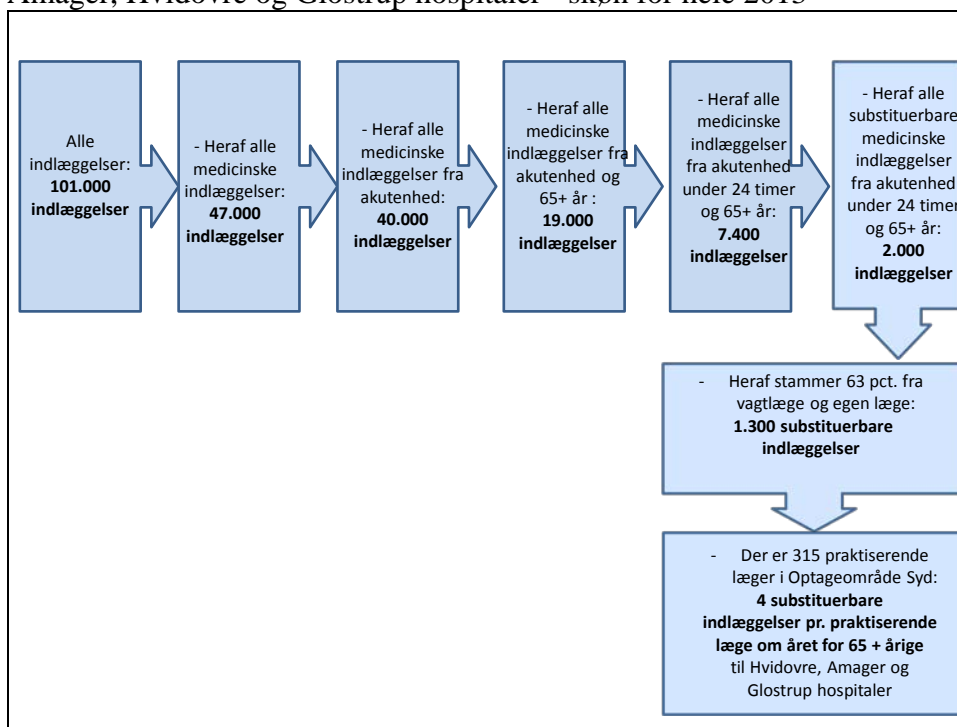 Amager, Hvidovre og Glostrup hospitaler - skøn for hele 2013
Alle
indlæggelser:
101.000
indlæggelser
- Heraf alle
medicinske
indlæggelser:
47.000
indlæggelser
- Heraf alle
medicinske
indlæggelser fra
akutenhed:
40.000
indlæggelser
- Heraf alle
medicinske
indlæggelser fra
akutenhed og
65+ år :
19.000
indlæggelser
- Heraf alle
medicinske
indlæggelser
fra akutenhed
under 24 timer
og 65+ år:
7.400
indlæggelser
- Heraf alle
substituerbare
medicinske
indlæggelser
fra akutenhed
under 24 timer
og 65+ år:
2.000
indlæggelser
- Heraf stammer 63 pct. fra
vagtlæge og egen læge:
1.300 substituerbare
indlæggelser
- Der er 315 praktiserende
læger i Optageområde Syd:
4 substituerbare
indlæggelser pr. praktiserende
læge om året for 65 + årige
til Hvidovre, Amager og
Glostrup hospitaler